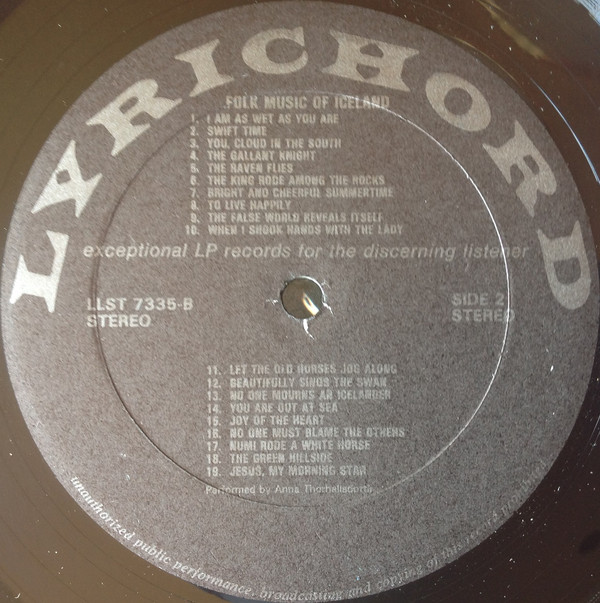 LYRICHORD
FOLK MUSIC OF ICELAND
1. I AM AS WET AS YOU ARE
2. SWIFT TIME
3. YOU, CLOUD IN THE SOUTH
4. THE GALLANT KNIGHT
5. THE RAVEN FLIES
6. THE KING RODE AMONG THE ROCKS
7. BRIGHT AND CHEERFUL SUMMERTIME
8. TO LIVE HAPPILY
9. THE FALSE WORLD REVEALS ITSELF
10. WHEN I SHOOK HANDS WITH THE LADY
exceptional LP records for the discerning listener
LLST 7335-B
STEREO
SIDE 2
STEREO
11. LET THE OLD HORSES JOG ALONG
12. BEAUTIFULLY SINGS THE SWAN
13. NO ONE MOURNS AN ICELANDER
14. YOU ARE OUT AT SEA
15. JOY OF THE HEART
16. NO ONE MUST BLAME THE OTHERS
17. NUMI RODE A WHITE HORSE
18. THE GREEN HILLSIDE
19. JESUS, MY MORNING STAR
Performed by Anna Thorhallsdottir
unauthorized public performance, broadcasting and copying of this record prohibited